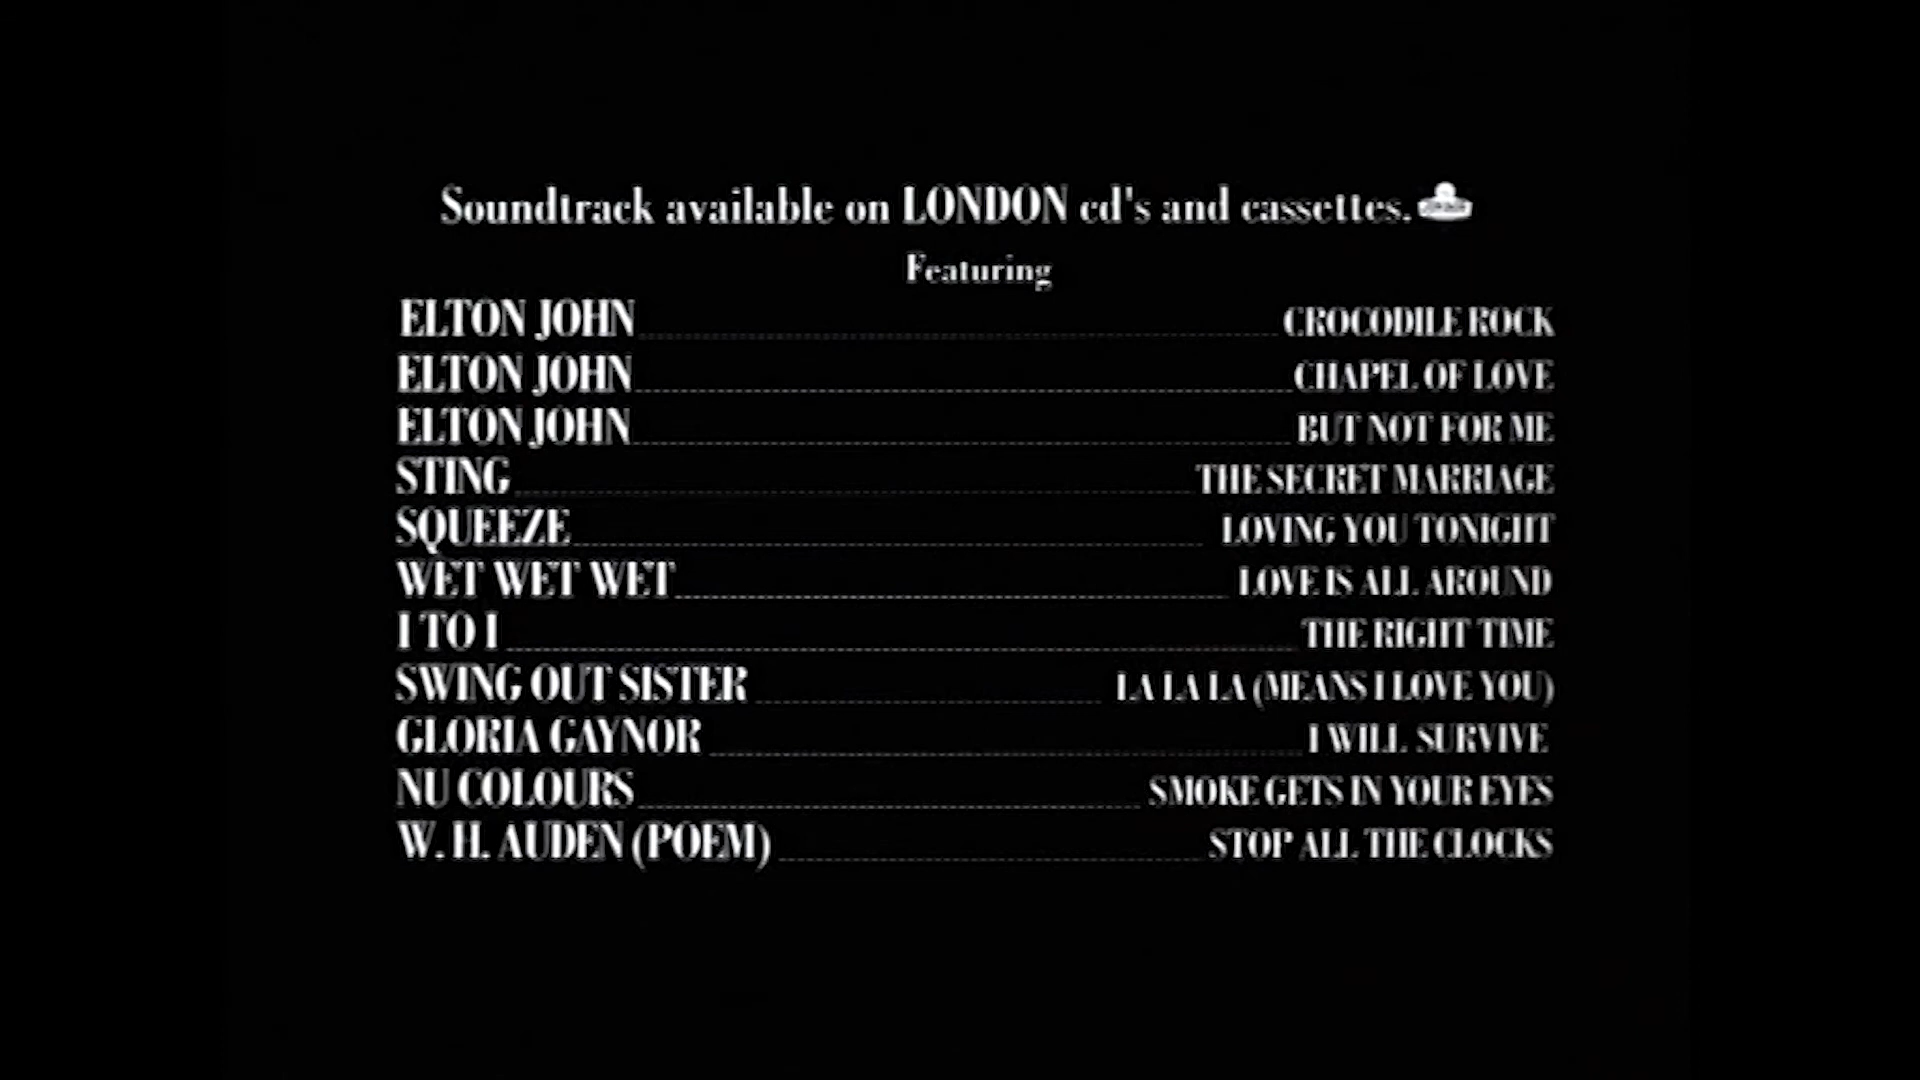 Soundtrack available on LONDON cd's and cassettes.
Featuring
ELTON JOHN CROCODILE ROCK
ELTON JOHN CHAPEL OF LOVE
ELTON JOHN BUT NOT FOR ME
STING THE SECRET MARRIAGE
SQUEEZE LOVING YOU TONIGHT
WET WET WET LOVE IS ALL AROUND
I TO I THE RIGHT TIME
SWING OUT SISTER LA LA LA (MEANS I LOVE YOU)
GLORIA GAYNOR I WILL SURVIVE
NU COLOURS SMOKE GETS IN YOUR EYES
W. H. AUDEN (POEM) STOP ALL THE CLOCKS